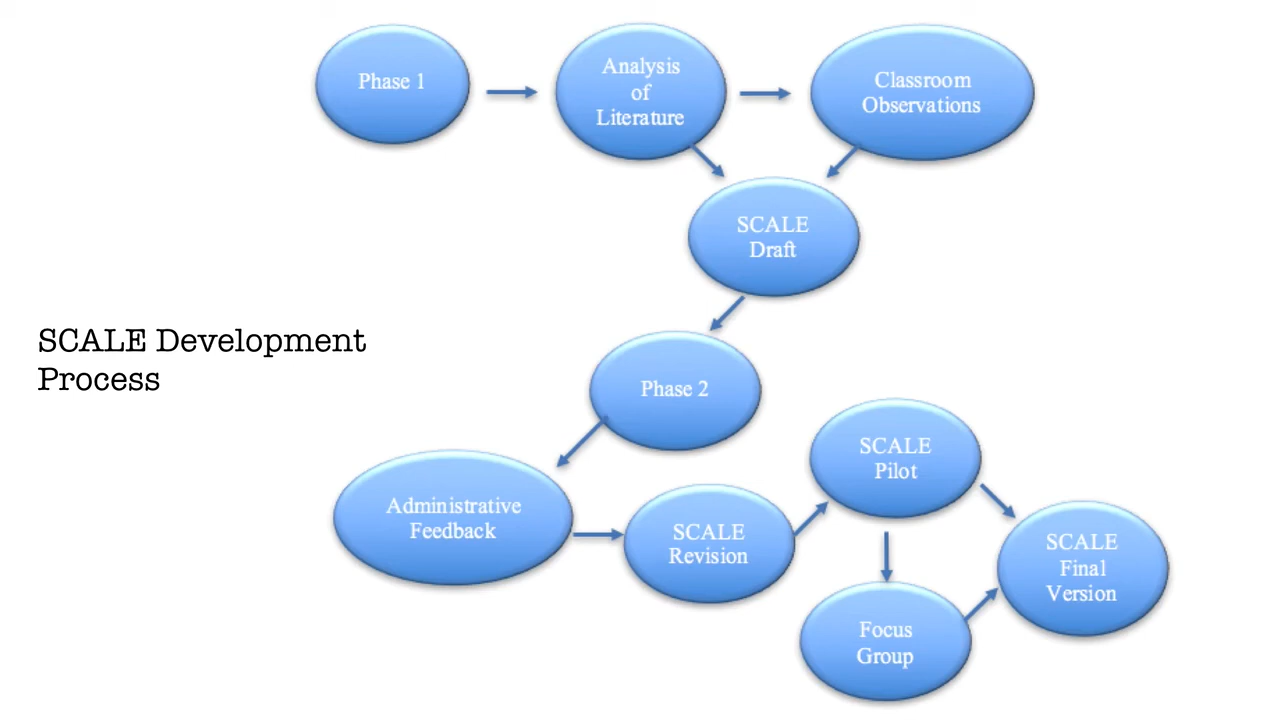 Phase 1
Analysis
of
Literature
Classroom
Observations
SCALE
Draft
SCALE Development
Process
Phase 2
Administrative
Feedback
SCALE
Revision
SCALE
Pilot
SCALE
Final
Version
Focus
Group